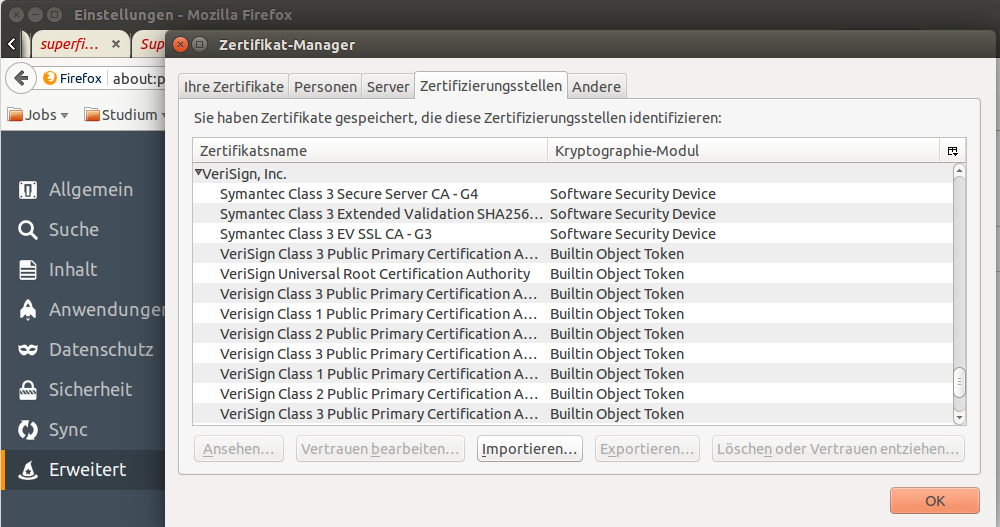 Einstellungen - Mozilla Firefox
superfi...
Sup
Firefox about:p
Jobs Studium
Allgemein
Suche
Inhalt
Anwendungen
Datenschutz
Sicherheit
Sync
Erweitert
Zertifikat-Manager
Ihre Zertifikate Personen Server Zertifizierungsstellen Andere
Sie haben Zertifikate gespeichert, die diese Zertifizierungsstellen identifizieren:
Zertifikatsname Kryptographie-Modul
VeriSign, Inc.
Symantec Class 3 Secure Server CA - G4 Software Security Device
Symantec Class 3 Extended Validation SHA256... Software Security Device
Symantec Class 3 EV SSL CA - G3 Software Security Device
VeriSign Class 3 Public Primary Certification A... Builtin Object Token
VeriSign Universal Root Certification Authority Builtin Object Token
Verisign Class 3 Public Primary Certification A... Builtin Object Token
Verisign Class 1 Public Primary Certification A... Builtin Object Token
Verisign Class 2 Public Primary Certification A... Builtin Object Token
Verisign Class 3 Public Primary Certification A... Builtin Object Token
VeriSign Class 1 Public Primary Certification A... Builtin Object Token
VeriSign Class 2 Public Primary Certification A... Builtin Object Token
VeriSign Class 3 Public Primary Certification A... Builtin Object Token
Ansehen... Vertrauen bearbeiten... Importieren... Exportieren... Löschen oder Vertrauen entziehen...
OK